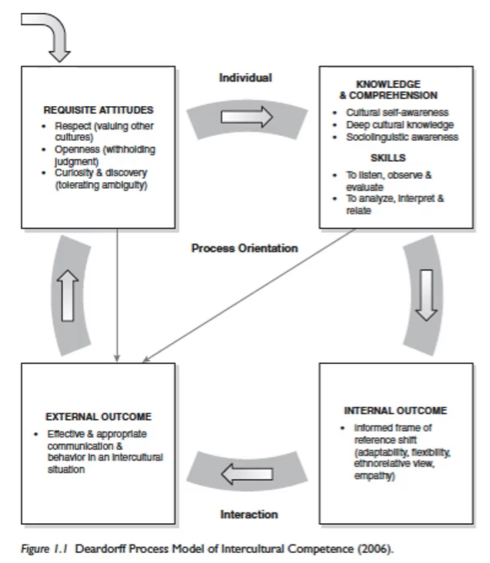 Individual
REQUISITE ATTITUDES
• Respect (valuing other
cultures)
• Openness (withholding
judgment)
• Curiosity & discovery
(tolerating ambiguity)
KNOWLEDGE
& COMPREHENSION
• Cultural self-awareness
• Deep cultural knowledge
• Sociolinguistic awareness
SKILLS
• To listen, observe &
evaluate
• To analyze, interpret &
relate
Process Orientation
EXTERNAL OUTCOME
• Effective & appropriate
communication &
behavior in an intercultural
situation
INTERNAL OUTCOME
• Informed frame of
reference shift
(adaptability, flexibility,
ethnorelative view,
empathy)
Interaction
Figure 1.1 Deardorff Process Model of Intercultural Competence (2006).